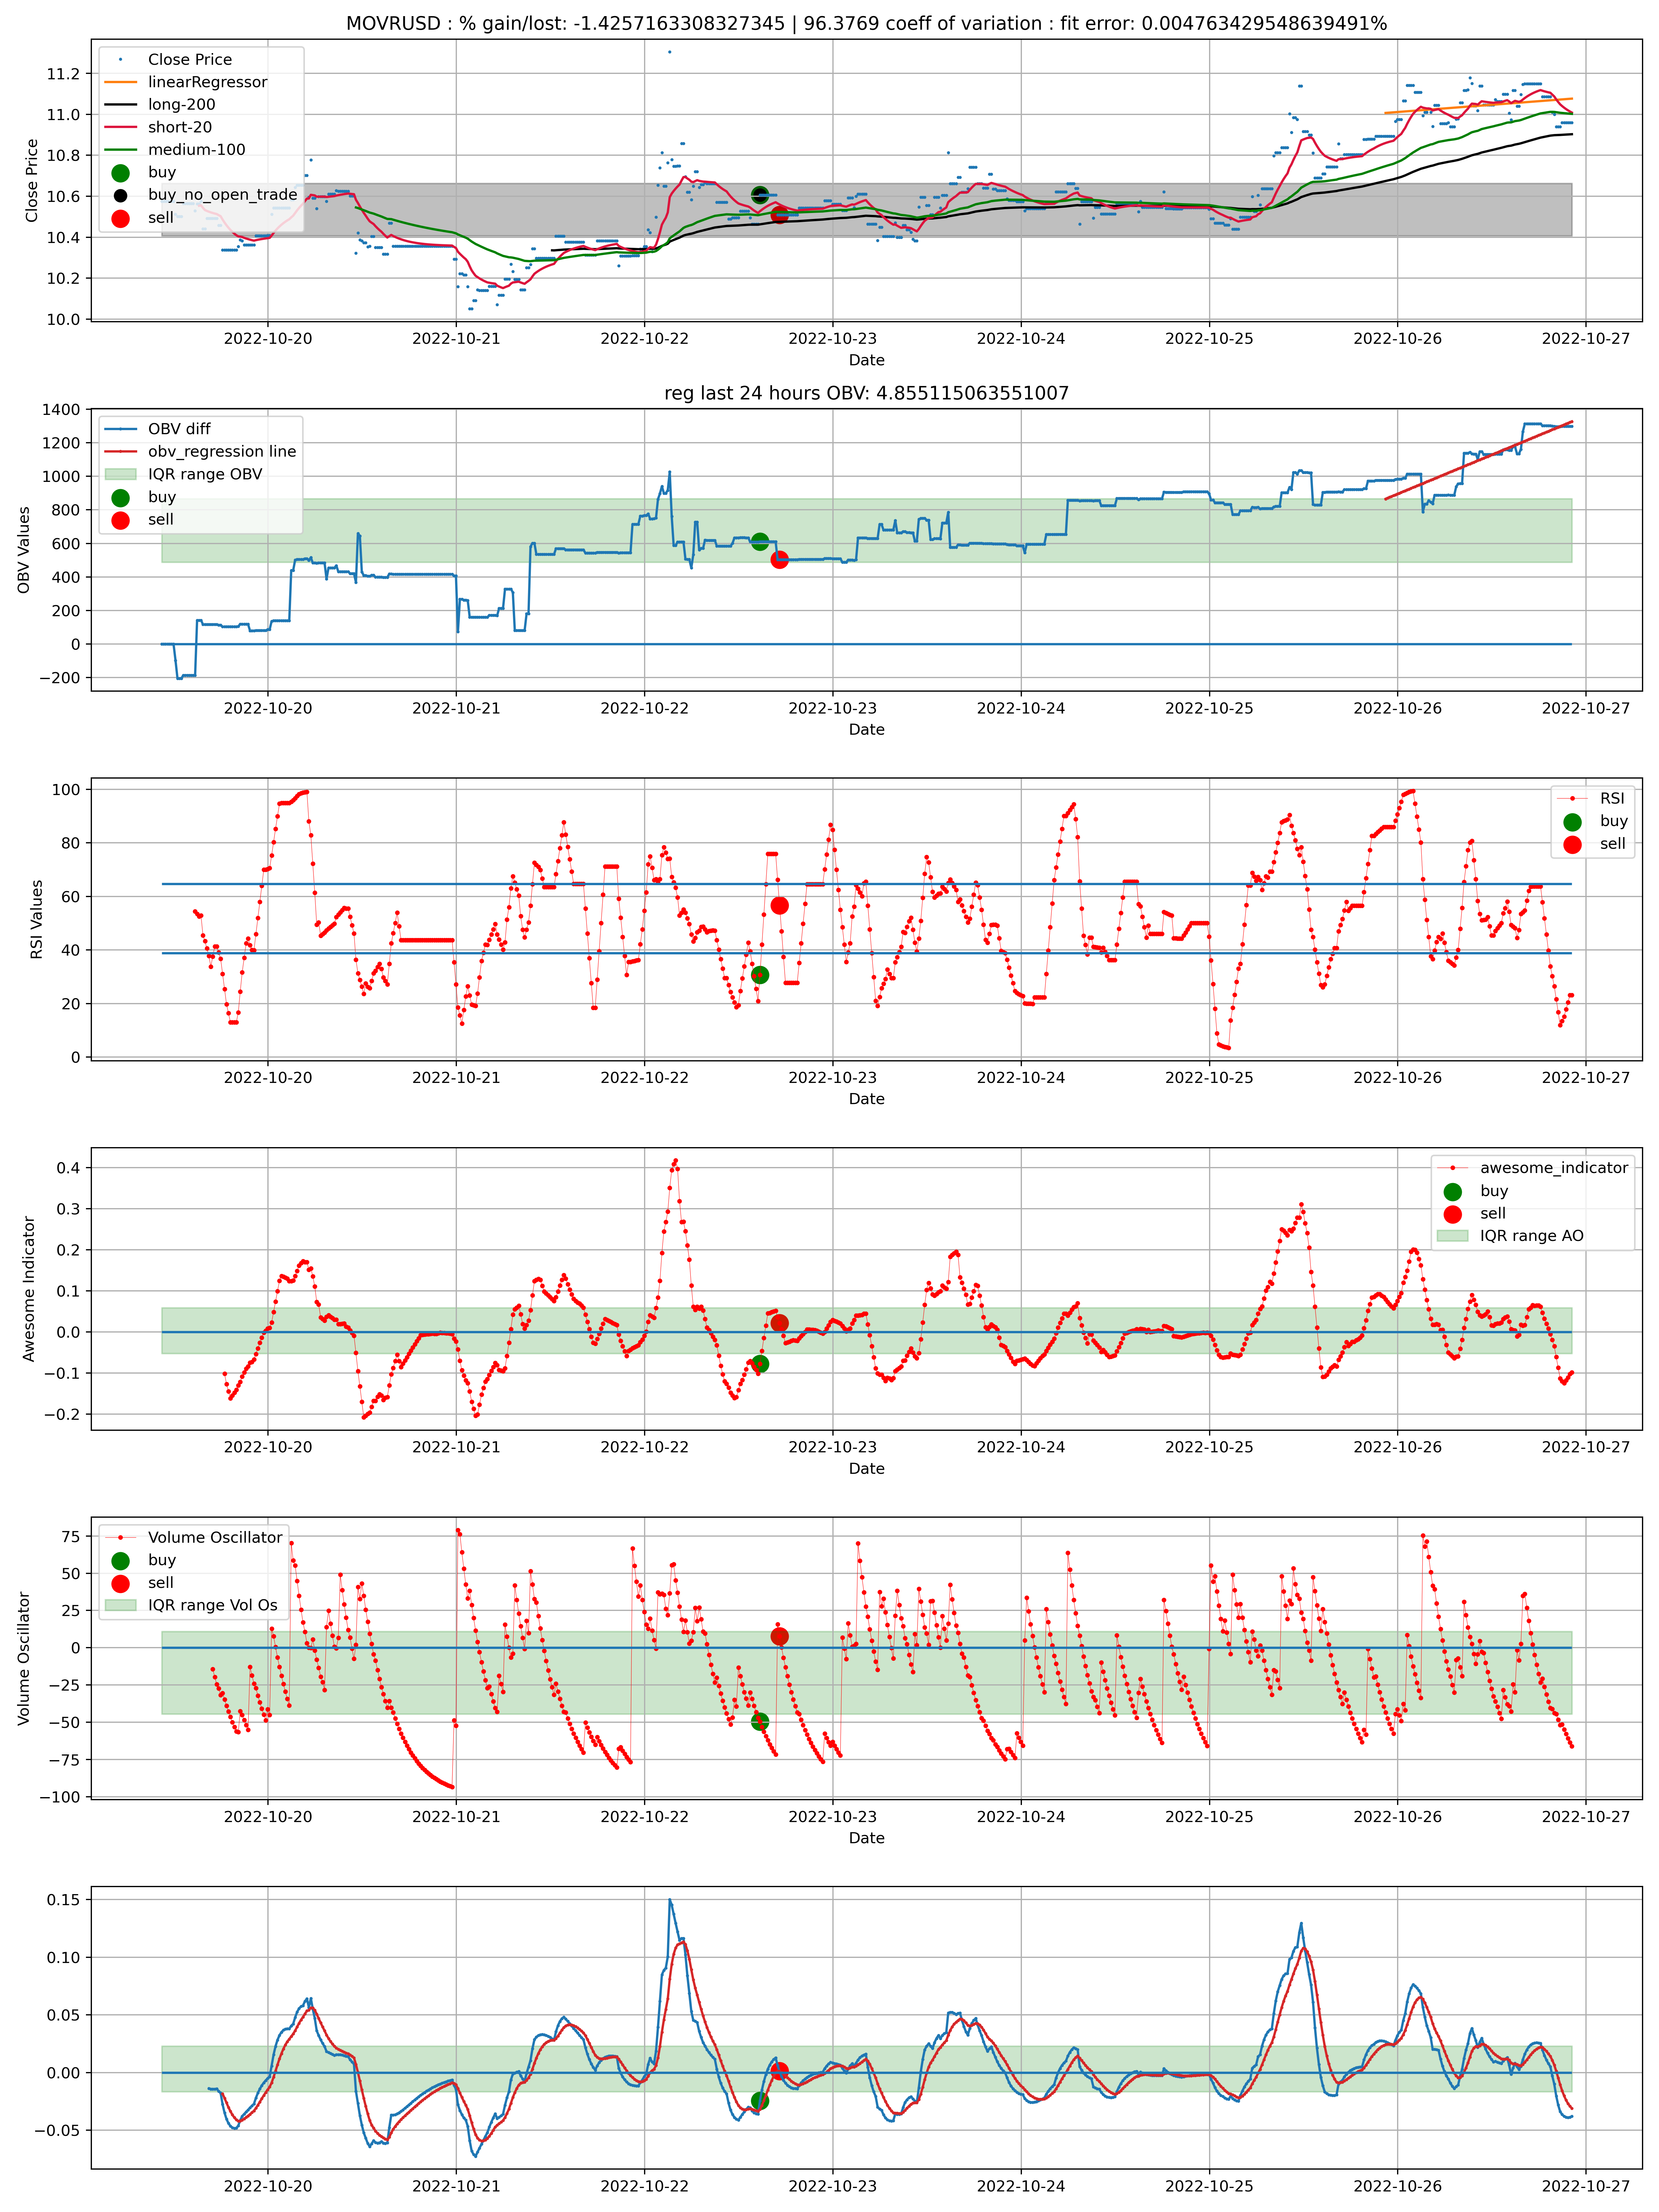 MOVRUSD : % gain/lost: -1.4257163308327345 | 96.3769 coeff of variation : fit error: 0.004763429548639491%
Close Price
linearRegressor
long-200
short-20
medium-100
buy
buy_no_open_trade
sell
Close Price
11.2
11.0
10.8
10.6
10.4
10.2
10.0
2022-10-20 2022-10-21 2022-10-22 2022-10-23 2022-10-24 2022-10-25 2022-10-26 2022-10-27
Date
reg last 24 hours OBV: 4.855115063551007
OBV diff
obv_regression line
IQR range OBV
buy
sell
OBV Values
1400
1200
1000
800
600
400
200
0
−200
2022-10-20 2022-10-21 2022-10-22 2022-10-23 2022-10-24 2022-10-25 2022-10-26 2022-10-27
Date
RSI
buy
sell
RSI Values
100
80
60
40
20
0
2022-10-20 2022-10-21 2022-10-22 2022-10-23 2022-10-24 2022-10-25 2022-10-26 2022-10-27
Date
awesome_indicator
buy
sell
IQR range AO
Awesome Indicator
0.4
0.3
0.2
0.1
0.0
−0.1
−0.2
2022-10-20 2022-10-21 2022-10-22 2022-10-23 2022-10-24 2022-10-25 2022-10-26 2022-10-27
Date
Volume Oscillator
buy
sell
IQR range Vol Os
Volume Oscillator
75
50
25
0
−25
−50
−75
−100
2022-10-20 2022-10-21 2022-10-22 2022-10-23 2022-10-24 2022-10-25 2022-10-26 2022-10-27
Date
0.15
0.10
0.05
0.00
−0.05
2022-10-20 2022-10-21 2022-10-22 2022-10-23 2022-10-24 2022-10-25 2022-10-26 2022-10-27